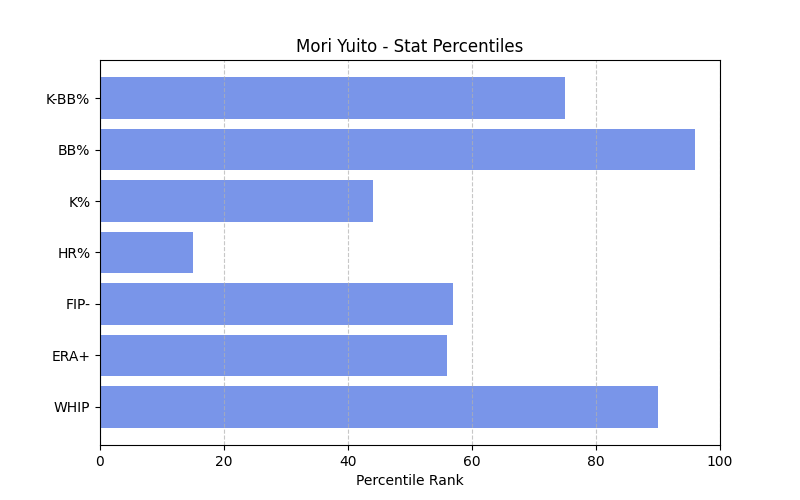 Mori Yuito - Stat Percentiles
K-BB%
BB%
K%
HR%
FIP-
ERA+
WHIP
0 20 40 60 80 100
Percentile Rank